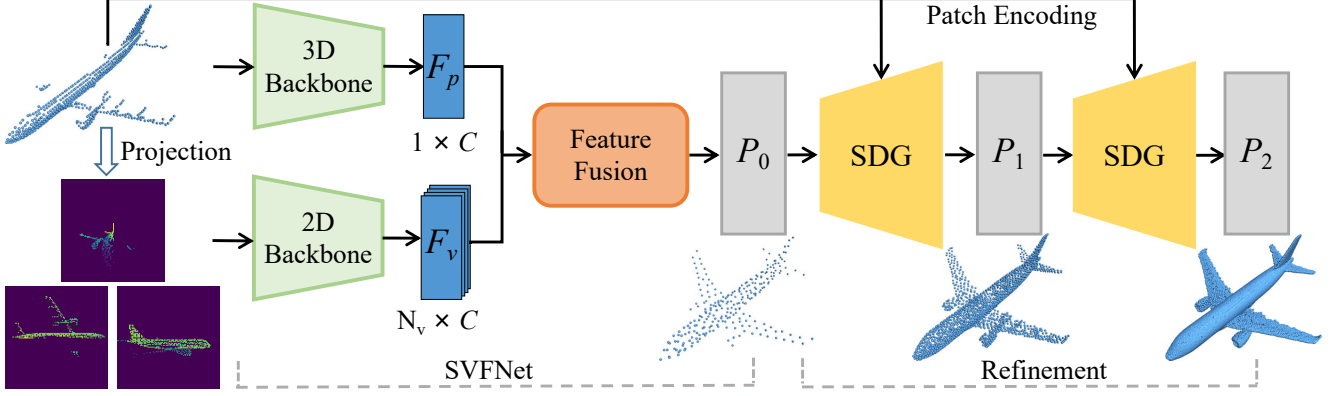 Patch Encoding
3D
Backbone
F_p
1 × C
Projection
2D
Backbone
F_v
N_v × C
Feature
Fusion
P_0
SDG
P_1
SDG
P_2
SVFNet
Refinement